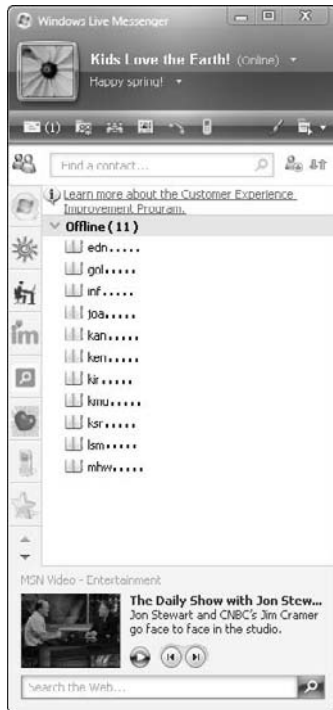 Windows Live Messenger
Kids Love the Earth! (Online)
Happy spring!
(1)
Find a contact...
Learn more about the Customer Experience
Improvement Program.
Offline (11)
edn.....
gol.....
inf.....
joa.....
kan.....
ken.....
kir.....
kmu.....
ksr.....
lsm.....
mhw.....
im
MSN Video - Entertainment
The Daily Show with Jon Stew...
Jon Stewart and CNBC's Jim Cramer
go face to face in the studio.
Search the Web...